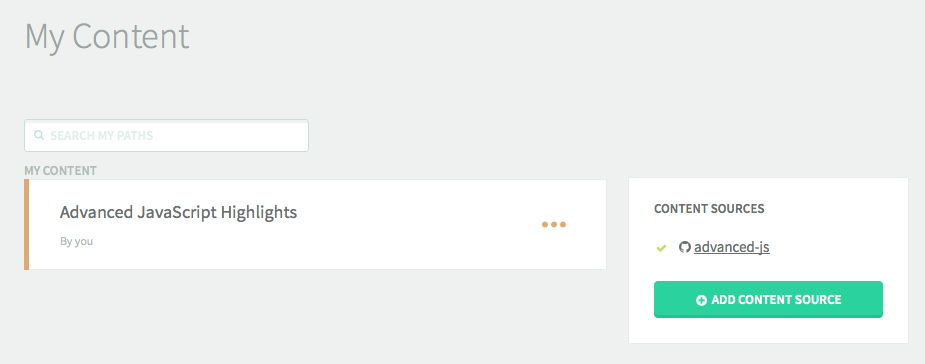 My Content
SEARCH MY PATHS
MY CONTENT
Advanced JavaScript Highlights
By you
CONTENT SOURCES
advanced-js
ADD CONTENT SOURCE